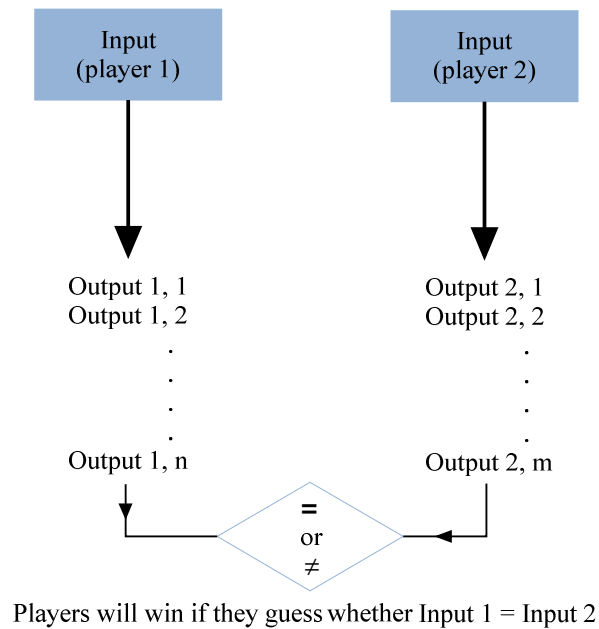 Input
(player 1)
Input
(player 2)
Output 1, 1
Output 1, 2
.
.
.
.
Output 1, n
Output 2, 1
Output 2, 2
.
.
.
.
Output 2, m
=
or
≠
Players will win if they guess whether Input 1 = Input 2